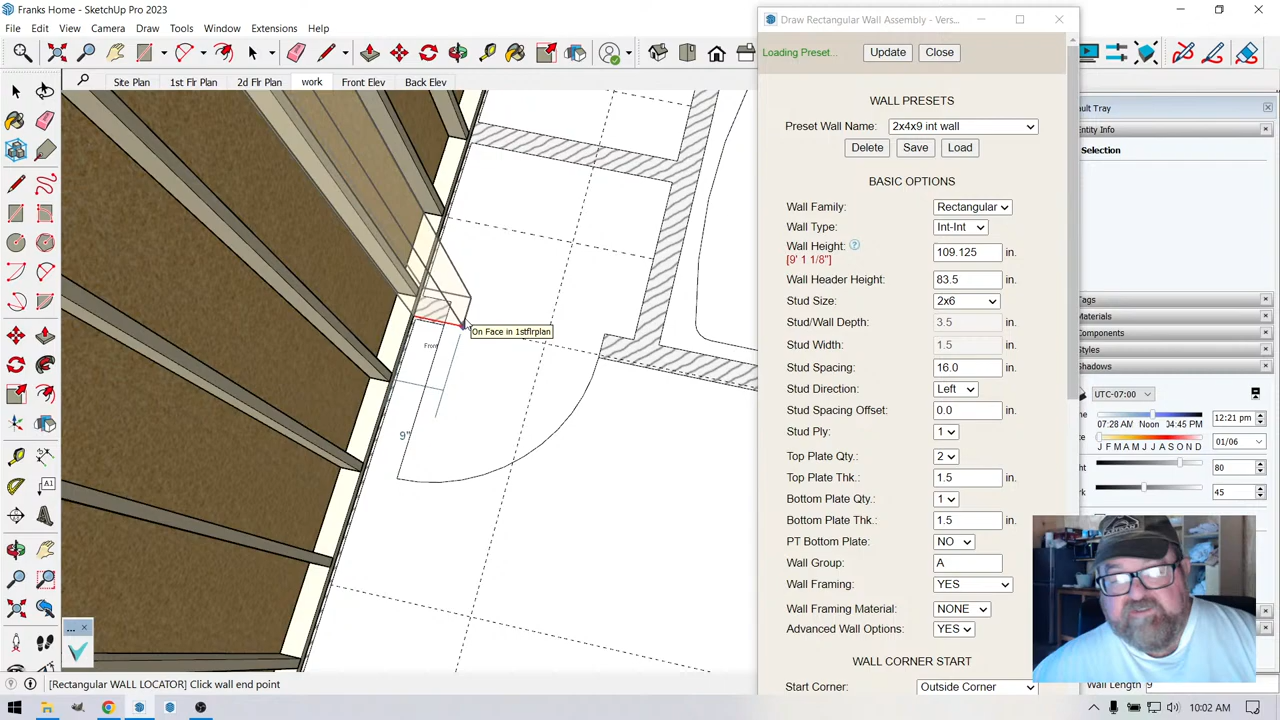 Franks Home - SketchUp Pro 2023
File Edit View Camera Draw Tools Window Extensions Help
Site Plan 1st Flr Plan 2d Flr Plan work Front Elev Back Elev
On Face in 1stflrplan
Front
9"
A1
...
[Rectangular WALL LOCATOR] Click wall end point
Draw Rectangular Wall Assembly - Vers...
Loading Preset... Update Close
WALL PRESETS
Preset Wall Name: 2x4x9 int wall
Delete Save Load
BASIC OPTIONS
Wall Family: Rectangular
Wall Type: Int-Int
Wall Height: ? 109.125 in.
[9' 1 1/8"]
Wall Header Height: 83.5 in.
Stud Size: 2x6
Stud/Wall Depth: 3.5 in.
Stud Width: 1.5 in.
Stud Spacing: 16.0 in.
Stud Direction: Left
Stud Spacing Offset: 0.0 in.
Stud Ply: 1
Top Plate Qty.: 2
Top Plate Thk.: 1.5 in.
Bottom Plate Qty.: 1
Bottom Plate Thk.: 1.5 in.
PT Bottom Plate: NO
Wall Group: A
Wall Framing: YES
Wall Framing Material: NONE
Advanced Wall Options: YES
WALL CORNER START
Start Corner: Outside Corner
ault Tray
Entity Info
Selection
Tags
Materials
Components
Styles
Shadows
UTC-07:00
12:21 pm
07:28 AM Noon 04:45 PM
01/06
80
45
Wall Length 9
10:02 AM